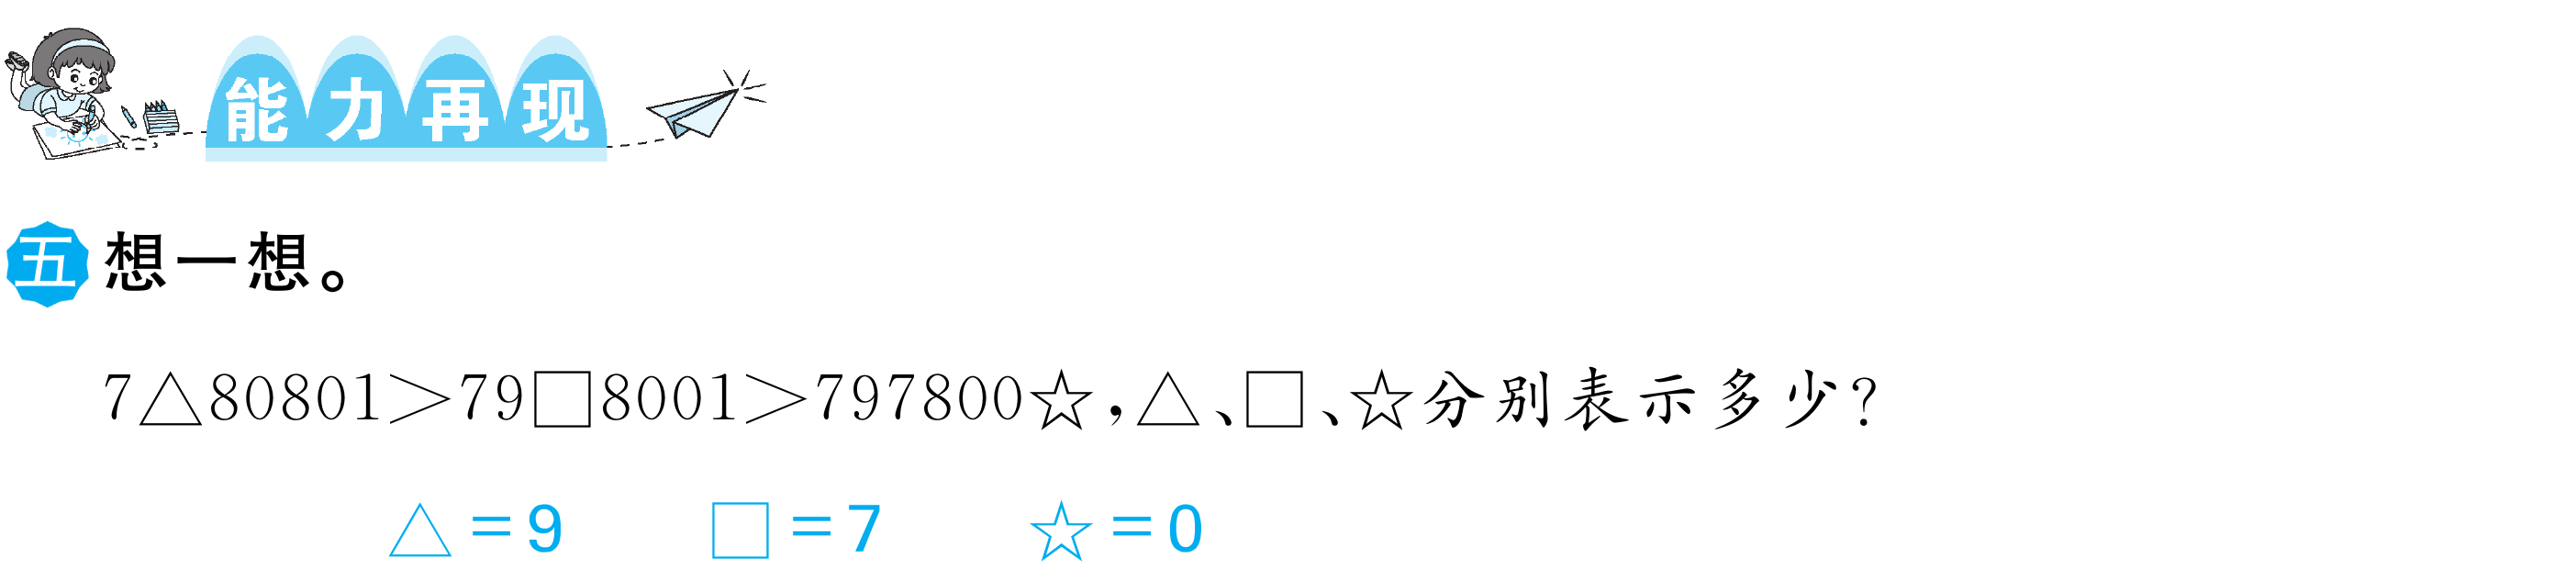 能力再现
五 想一想。
7△80801>79□8001>797800☆,△、□、☆分别表示多少?
△=9 □=7 ☆=0